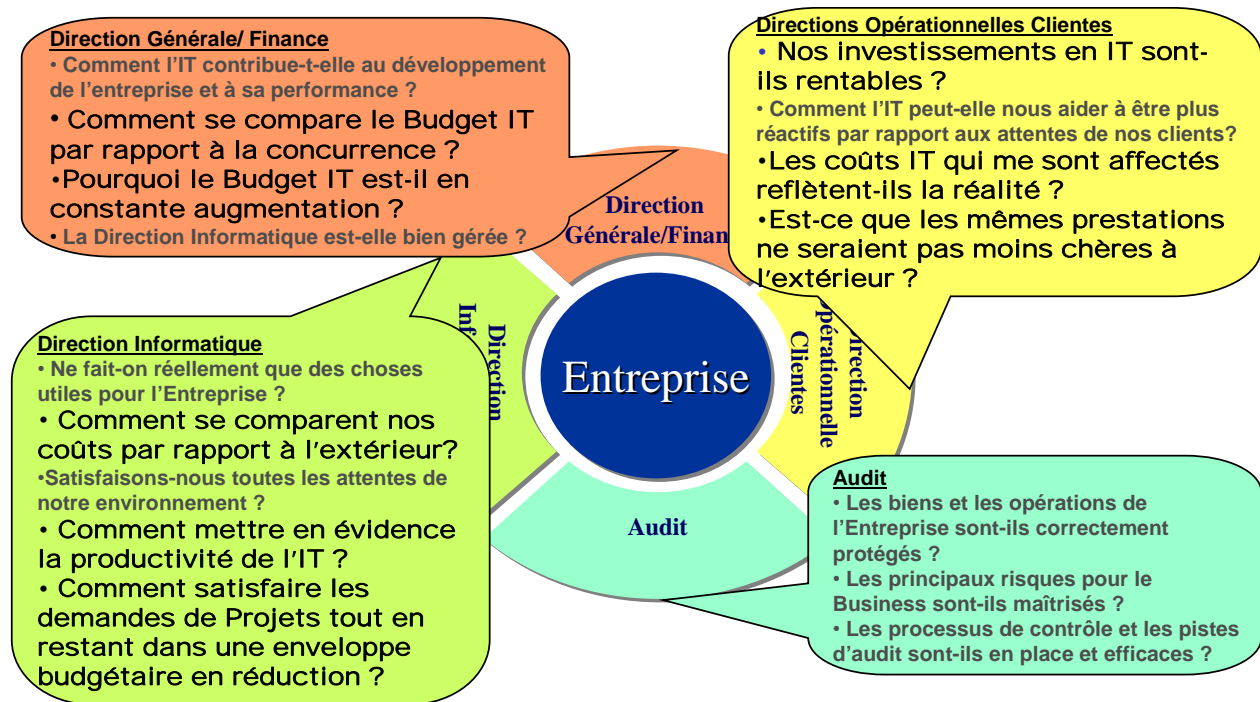 Direction Générale/ Finance
• Comment l'IT contribue-t-elle au développement
de l'entreprise et à sa performance ?
• Comment se compare le Budget IT
par rapport à la concurrence ?
•Pourquoi le Budget IT est-il en
constante augmentation ?
• La Direction Informatique est-elle bien gérée ?
Directions Opérationnelles Clientes
• Nos investissements en IT sont-
ils rentables ?
• Comment l'IT peut-elle nous aider à être plus
réactifs par rapport aux attentes de nos clients?
•Les coûts IT qui me sont affectés
reflètent-ils la réalité ?
•Est-ce que les mêmes prestations
ne seraient pas moins chères à
l'extérieur ?
Direction
Générale/Finan
Direction
Inf
Entreprise
irection
pérationnelle
Clientes
Audit
Direction Informatique
• Ne fait-on réellement que des choses
utiles pour l'Entreprise ?
• Comment se comparent nos
coûts par rapport à l'extérieur?
•Satisfaisons-nous toutes les attentes de
notre environnement ?
• Comment mettre en évidence
la productivité de l'IT ?
• Comment satisfaire les
demandes de Projets tout en
restant dans une enveloppe
budgétaire en réduction ?
Audit
• Les biens et les opérations de
l'Entreprise sont-ils correctement
protégés ?
• Les principaux risques pour le
Business sont-ils maîtrisés ?
• Les processus de contrôle et les pistes
d'audit sont-ils en place et efficaces ?